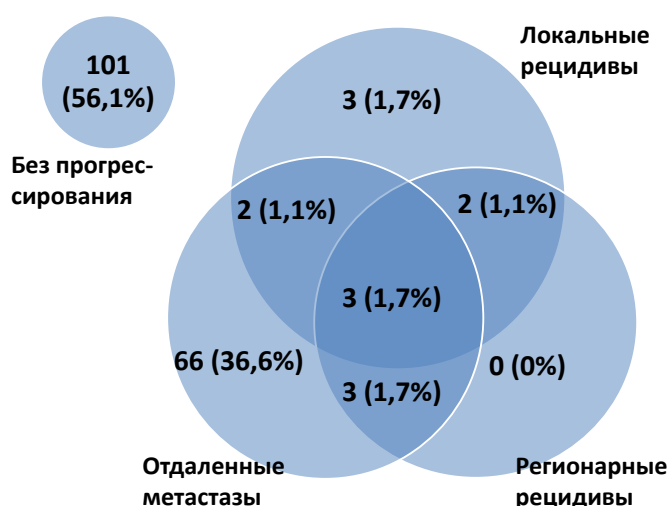 Локальные
рецидивы
101
(56,1%)
3 (1,7%)
Без прогрес-
сирования
2 (1,1%)
2 (1,1%)
3 (1,7%)
66 (36,6%)
0 (0%)
3 (1,7%)
Отдаленные
метастазы
Регионарные
рецидивы